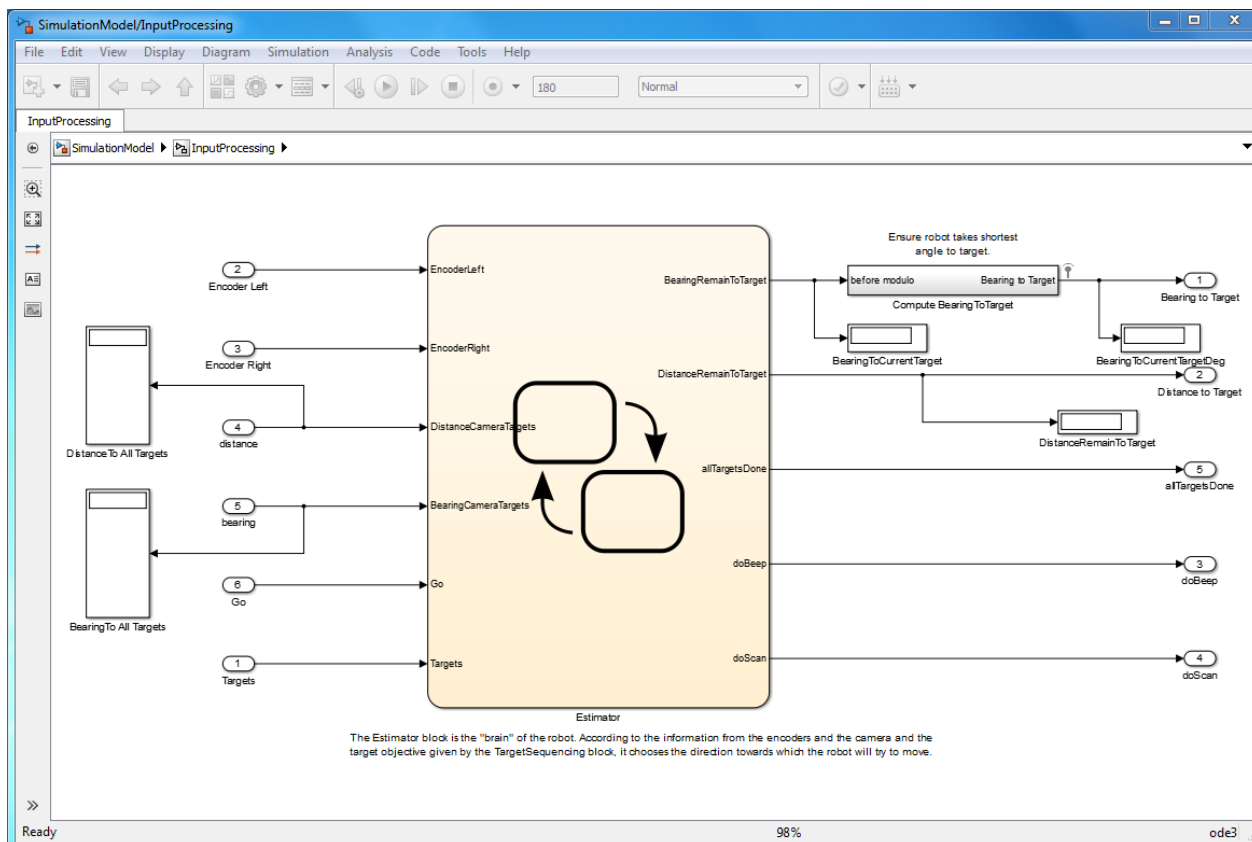 SimulationModel/InputProcessing
File Edit View Display Diagram Simulation Analysis Code Tools Help
180
Normal
InputProcessing
SimulationModel InputProcessing
Ensure robot takes shortest
angle to target.
2
Encoder Left
EncoderLeft
BearingRemainToTarget
before modulo
Bearing to Target
Compute BearingToTarget
1
Bearing to Target
3
Encoder Right
EncoderRight
BearingToCurrentTarget
BearingToCurrentTargetDeg
DistanceRemainToTarget
2
Distance to Target
DistanceTo All Targets
4
distance
DistanceCameraTargets
DistanceRemainToTarget
allTargetsDone
5
allTargetsDone
5
bearing
BearingCameraTargets
BearingTo All Targets
doBeep
3
doBeep
6
Go
Go
1
Targets
Targets
doScan
4
doScan
Estimator
The Estimator block is the "brain" of the robot. According to the information from the encoders and the camera and the
target objective given by the TargetSequencing block, it chooses the direction towards which the robot will try to move.
Ready
98%
ode3